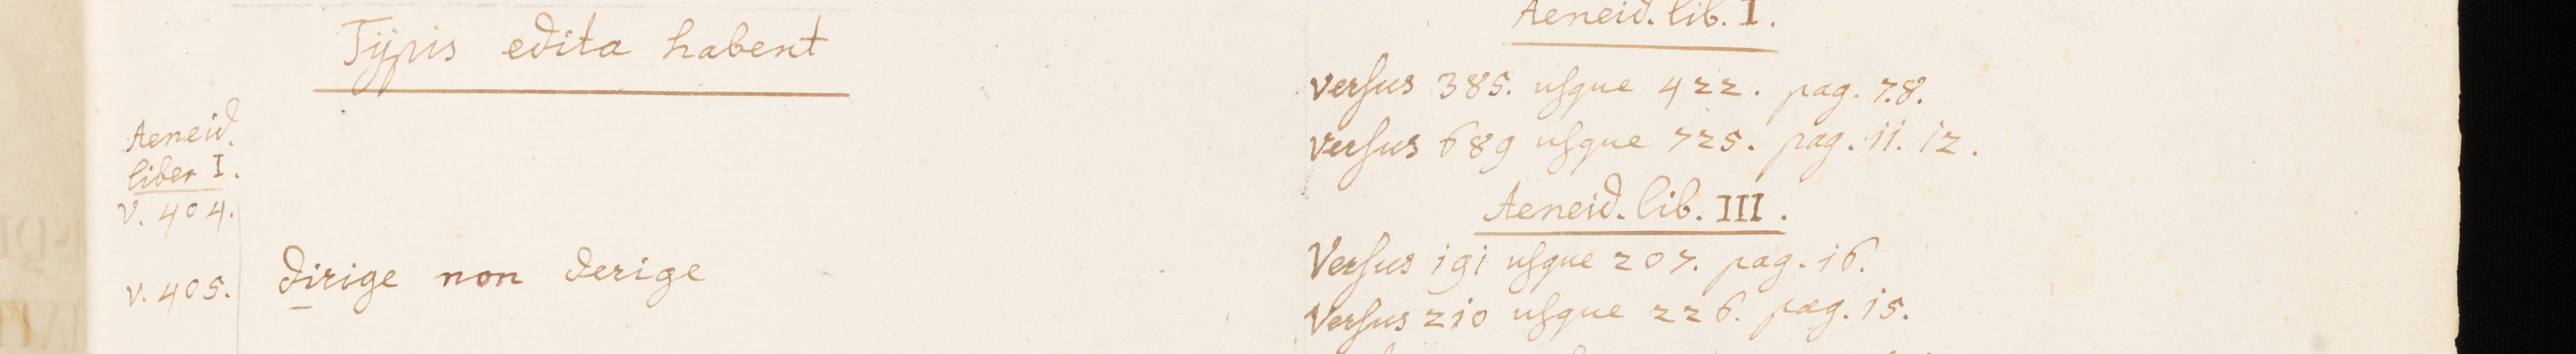 Typis edita habent
Aeneid.
liber I.
v. 404.
v. 405. dirige non derige
Aeneid. lib. I.
versus 385. usque 422. pag. 7.8.
versus 689 usque 725. pag. 11. 12.
Aeneid. lib. III.
Versus 191 usque 207. pag. 16.
Versus 210 usque 226. pag. 15.